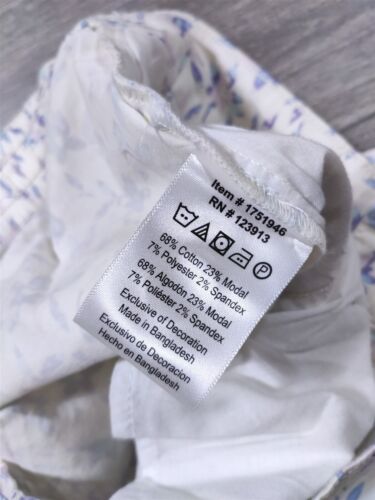 Item # 1751946
RN # 123913
68% Cotton 23% Modal
7% Polyester 2% Spandex
68% Algodón 23% Modal
7% Poliéster 2% Spandex
Exclusive of Decoration
Made in Bangladesh
Exclusivo de Decoracion
Hecho en Bangladesh